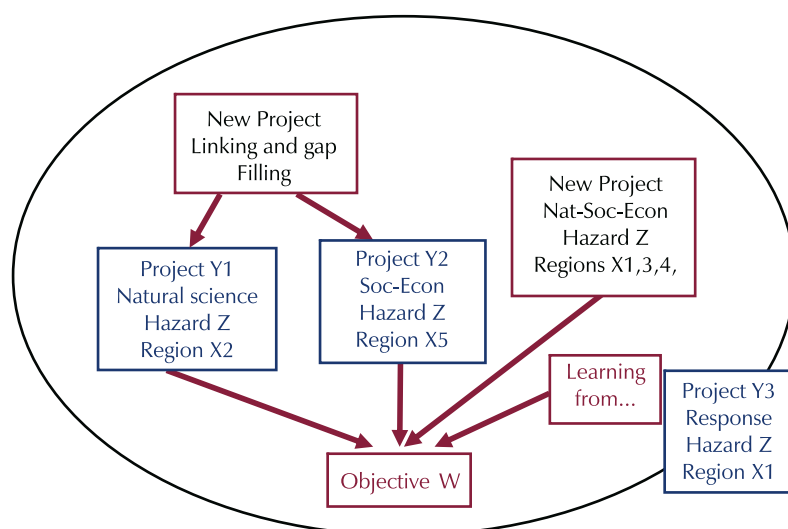 New Project
Linking and gap
Filling
New Project
Nat-Soc-Econ
Hazard Z
Regions X1,3,4,
Project Y1
Natural science
Hazard Z
Region X2
Project Y2
Soc-Econ
Hazard Z
Region X5
Learning
from...
Project Y3
Response
Hazard Z
Region X1
Objective W